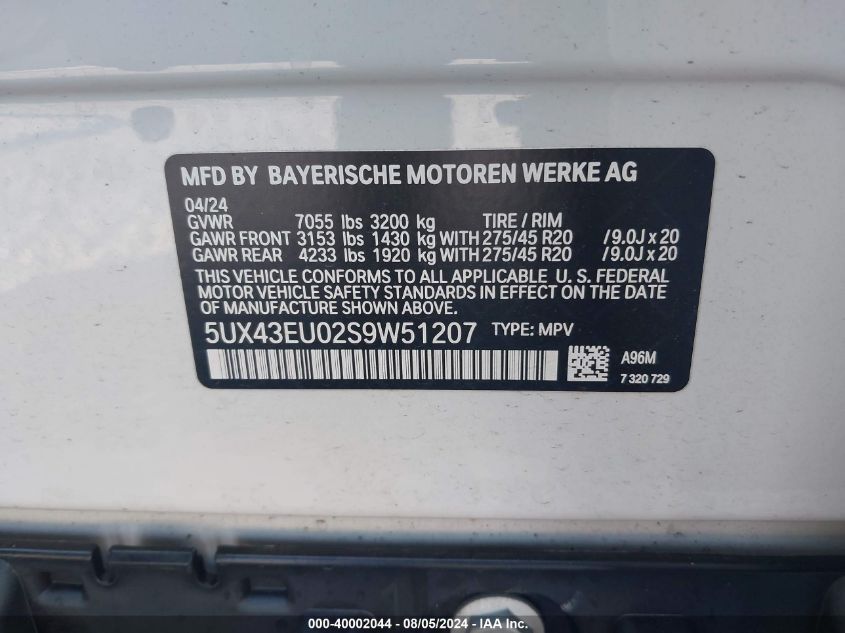 MFD BY BAYERISCHE MOTOREN WERKE AG
04/24
GVWR 7055 lbs 3200 kg TIRE / RIM
GAWR FRONT 3153 lbs 1430 kg WITH 275/45 R20 /9.0J x 20
GAWR REAR 4233 lbs 1920 kg WITH 275/45 R20 /9.0J x 20
THIS VEHICLE CONFORMS TO ALL APPLICABLE U. S. FEDERAL
MOTOR VEHICLE SAFETY STANDARDS IN EFFECT ON THE DATE
OF MANUFACTURE SHOWN ABOVE.
5UX43EU02S9W51207 TYPE: MPV
A96M
7 320 729
000-40002044 - 08/05/2024 - IAA Inc.